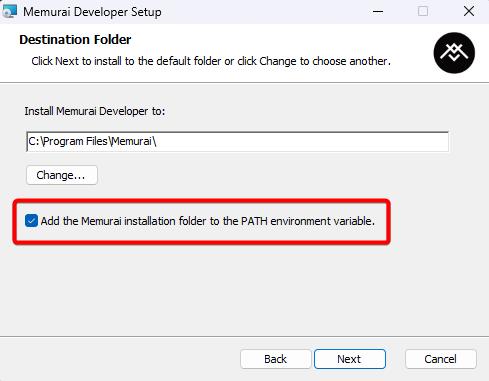 Memurai Developer Setup
Destination Folder
Click Next to install to the default folder or click Change to choose another.
Install Memurai Developer to:
C:\Program Files\Memurai\
Change...
Add the Memurai installation folder to the PATH environment variable.
Back
Next
Cancel